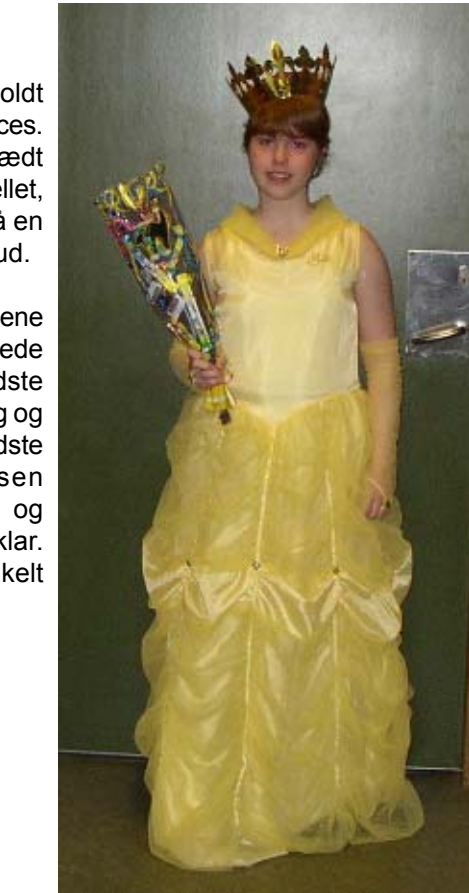 oldt
ces.
ædt
ellet,
å en
ud.
ene
ede
dste
g og
dste
sen
og
klar.
kelt